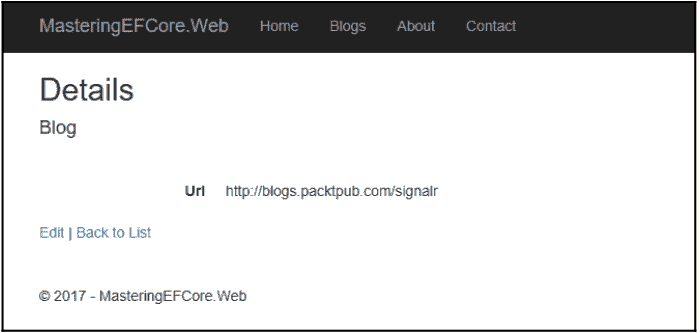 MasteringEFCore.Web Home Blogs About Contact
Details
Blog
Url http://blogs.packtpub.com/signalr
Edit | Back to List
© 2017 - MasteringEFCore.Web